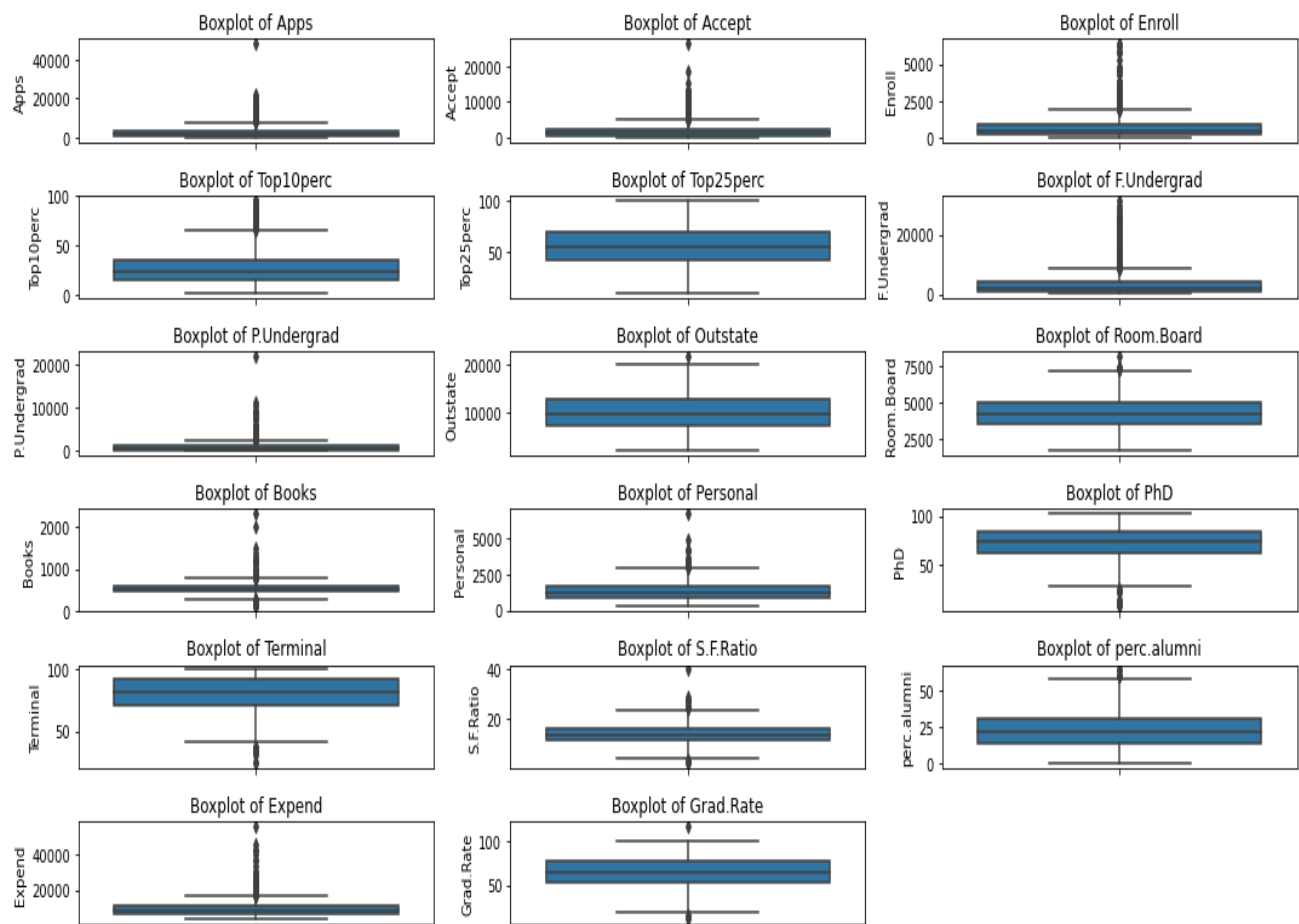 Boxplot of Apps
Apps
40000
20000
0
Boxplot of Accept
Accept
20000
10000
0
Boxplot of Enroll
Enroll
5000
2500
0
Boxplot of Top10perc
Top10perc
100
50
0
Boxplot of Top25perc
Top25perc
100
50
Boxplot of F.Undergrad
F.Undergrad
20000
0
Boxplot of P.Undergrad
P.Undergrad
20000
10000
0
Boxplot of Outstate
Outstate
20000
10000
Boxplot of Room.Board
Room.Board
7500
5000
2500
Boxplot of Books
Books
2000
1000
0
Boxplot of Personal
Personal
5000
2500
0
Boxplot of PhD
PhD
100
50
Boxplot of Terminal
Terminal
100
50
Boxplot of S.F.Ratio
S.F.Ratio
40
20
Boxplot of perc.alumni
perc.alumni
50
25
0
Boxplot of Expend
Expend
40000
20000
Boxplot of Grad.Rate
Grad.Rate
100
50